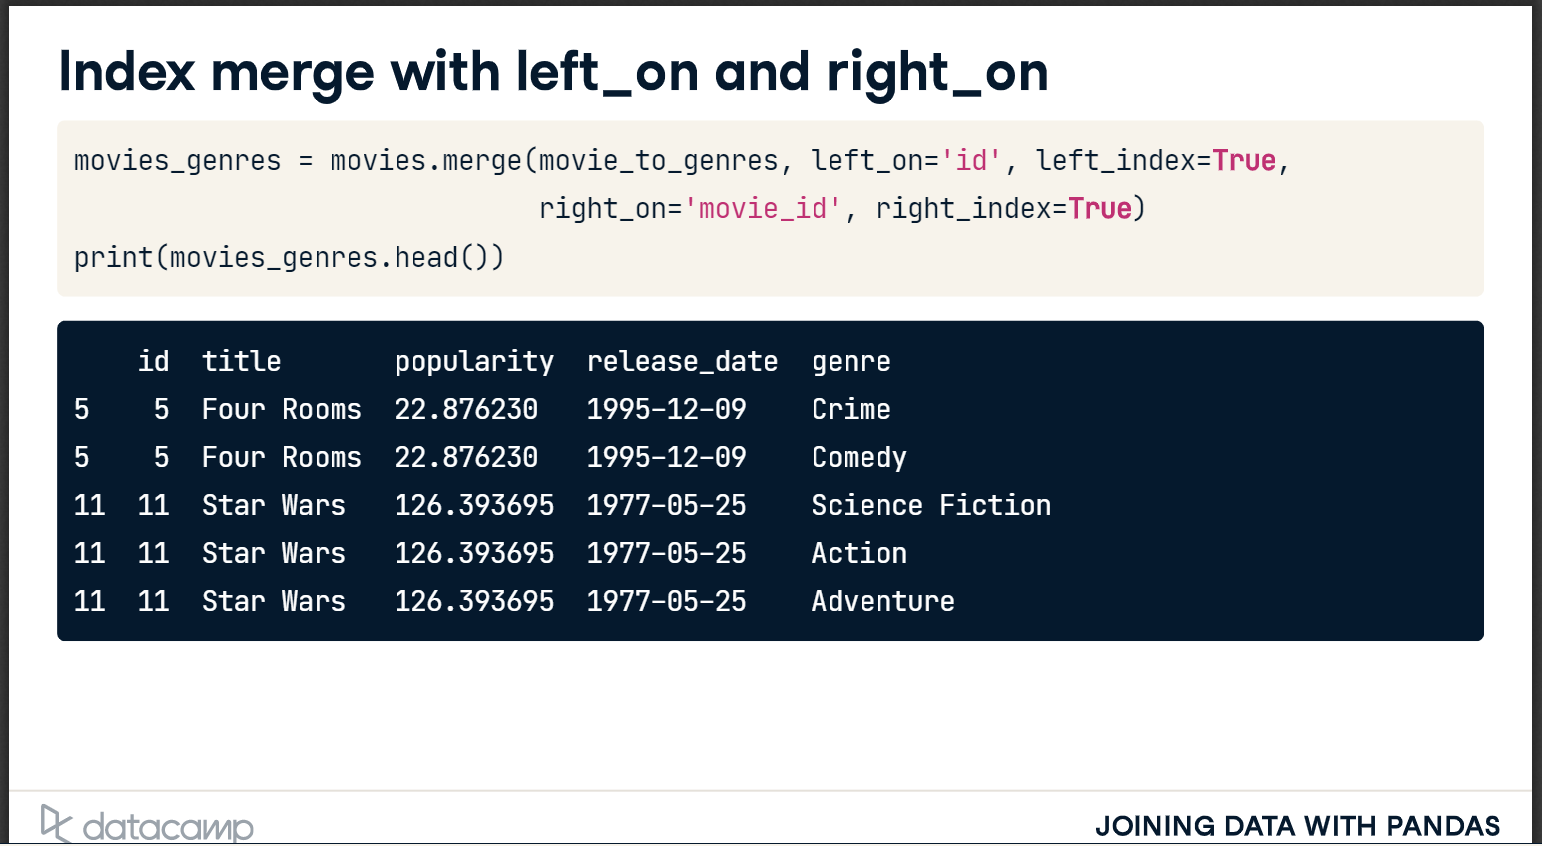 Index merge with left_on and right_on
movies_genres = movies.merge(movie_to_genres, left_on='id', left_index=True,
right_on='movie_id', right_index=True)
print(movies_genres.head())
id title popularity release_date genre
5 5 Four Rooms 22.876230 1995-12-09 Crime
5 5 Four Rooms 22.876230 1995-12-09 Comedy
11 11 Star Wars 126.393695 1977-05-25 Science Fiction
11 11 Star Wars 126.393695 1977-05-25 Action
11 11 Star Wars 126.393695 1977-05-25 Adventure
datacamp
JOINING DATA WITH PANDAS